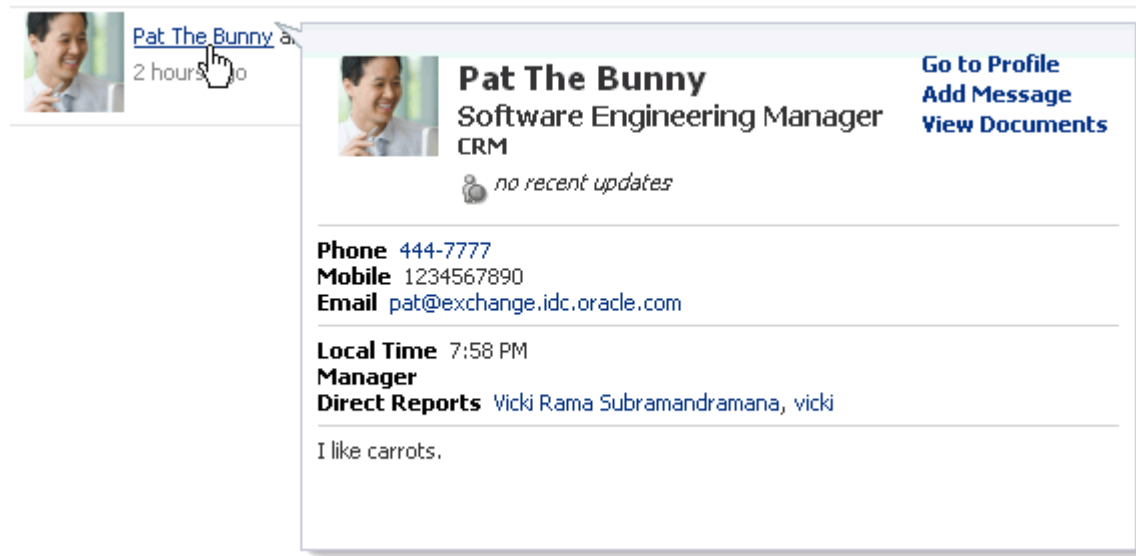 Pat The Bunny
2 hours
Pat The Bunny
Software Engineering Manager
CRM
no recent updates
Go to Profile
Add Message
View Documents
Phone 444-7777
Mobile 1234567890
Email pat@exchange.idc.oracle.com
Local Time 7:58 PM
Manager
Direct Reports Vicki Rama Subramandramana, vicki
I like carrots.